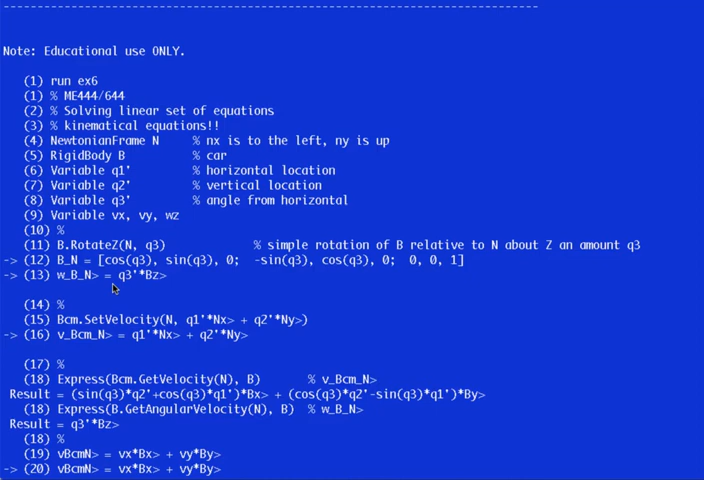 --------------------------------------------------------------------------------
Note: Educational use ONLY.
(1) run ex6
(1) % ME444/644
(2) % Solving linear set of equations
(3) % kinematical equations!!
(4) NewtonianFrame N % nx is to the left, ny is up
(5) RigidBody B % car
(6) Variable q1' % horizontal location
(7) Variable q2' % vertical location
(8) Variable q3' % angle from horizontal
(9) Variable vx, vy, wz
(10) %
(11) B.RotateZ(N, q3) % simple rotation of B relative to N about Z an amount q3
-> (12) B_N = [cos(q3), sin(q3), 0; -sin(q3), cos(q3), 0; 0, 0, 1]
-> (13) w_B_N> = q3'*Bz>
(14) %
(15) Bcm.SetVelocity(N, q1'*Nx> + q2'*Ny>)
-> (16) v_Bcm_N> = q1'*Nx> + q2'*Ny>
(17) %
(18) Express(Bcm.GetVelocity(N), B) % v_Bcm_N>
Result = (sin(q3)*q2'+cos(q3)*q1')*Bx> + (cos(q3)*q2'-sin(q3)*q1')*By>
(18) Express(B.GetAngularVelocity(N), B) % w_B_N>
Result = q3'*Bz>
(18) %
(19) vBcmN> = vx*Bx> + vy*By>
-> (20) vBcmN> = vx*Bx> + vy*By>